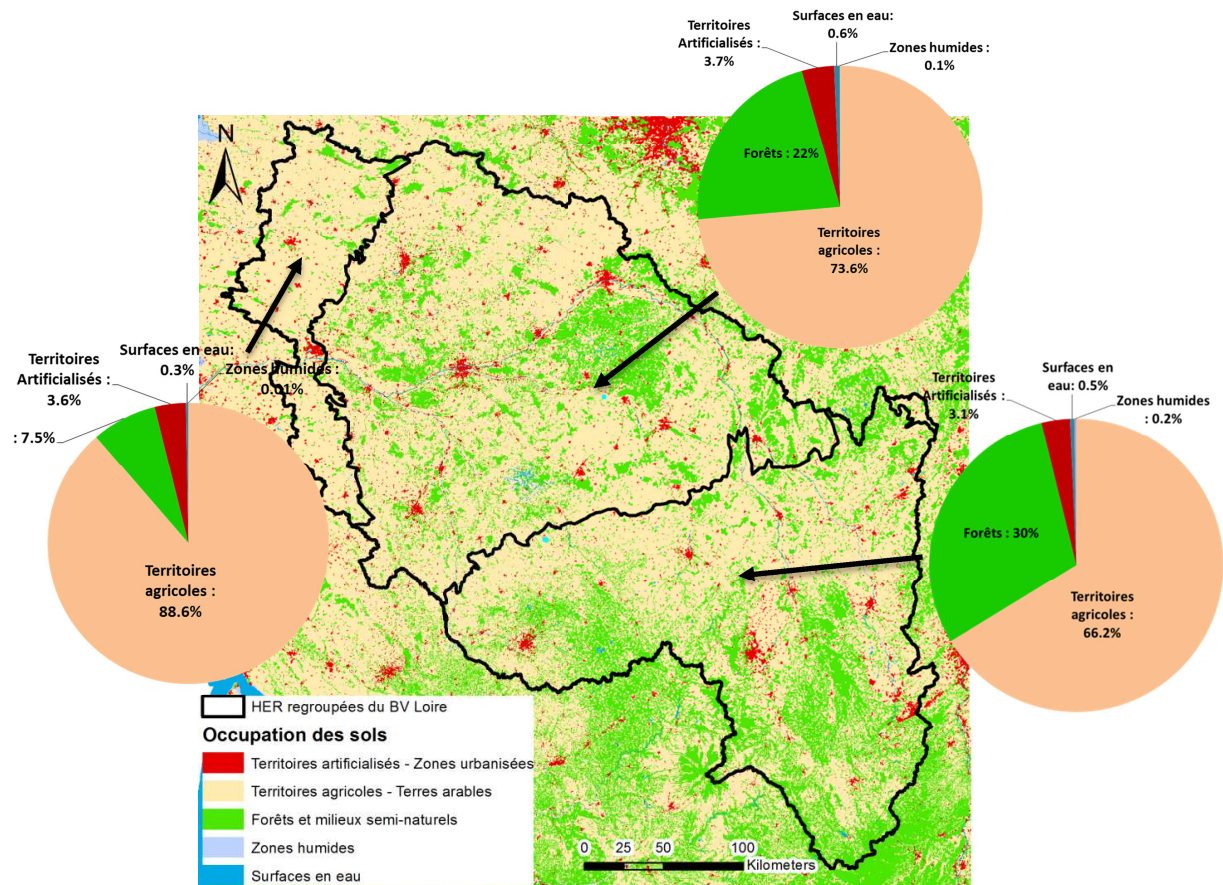 Territoires
Artificialisés :
3.7%
Surfaces en eau:
0.6%
Zones humides :
0.1%
Forêts : 22%
Territoires
agricoles :
73.6%
N
Territoires
Artificialisés :
3.6%
Surfaces en eau:
0.3%
Zones humides :
0.01%
: 7.5%
Territoires
agricoles :
88.6%
Territoires
Artificialisés :
3.1%
Surfaces en
eau: 0.5%
Zones humides
: 0.2%
Forêts : 30%
Territoires
agricoles :
66.2%
HER regroupées du BV Loire
Occupation des sols
Territoires artificialisés - Zones urbanisées
Territoires agricoles - Terres arables
Forêts et milieux semi-naturels
Zones humides
Surfaces en eau
0 25 50 100
Kilometers